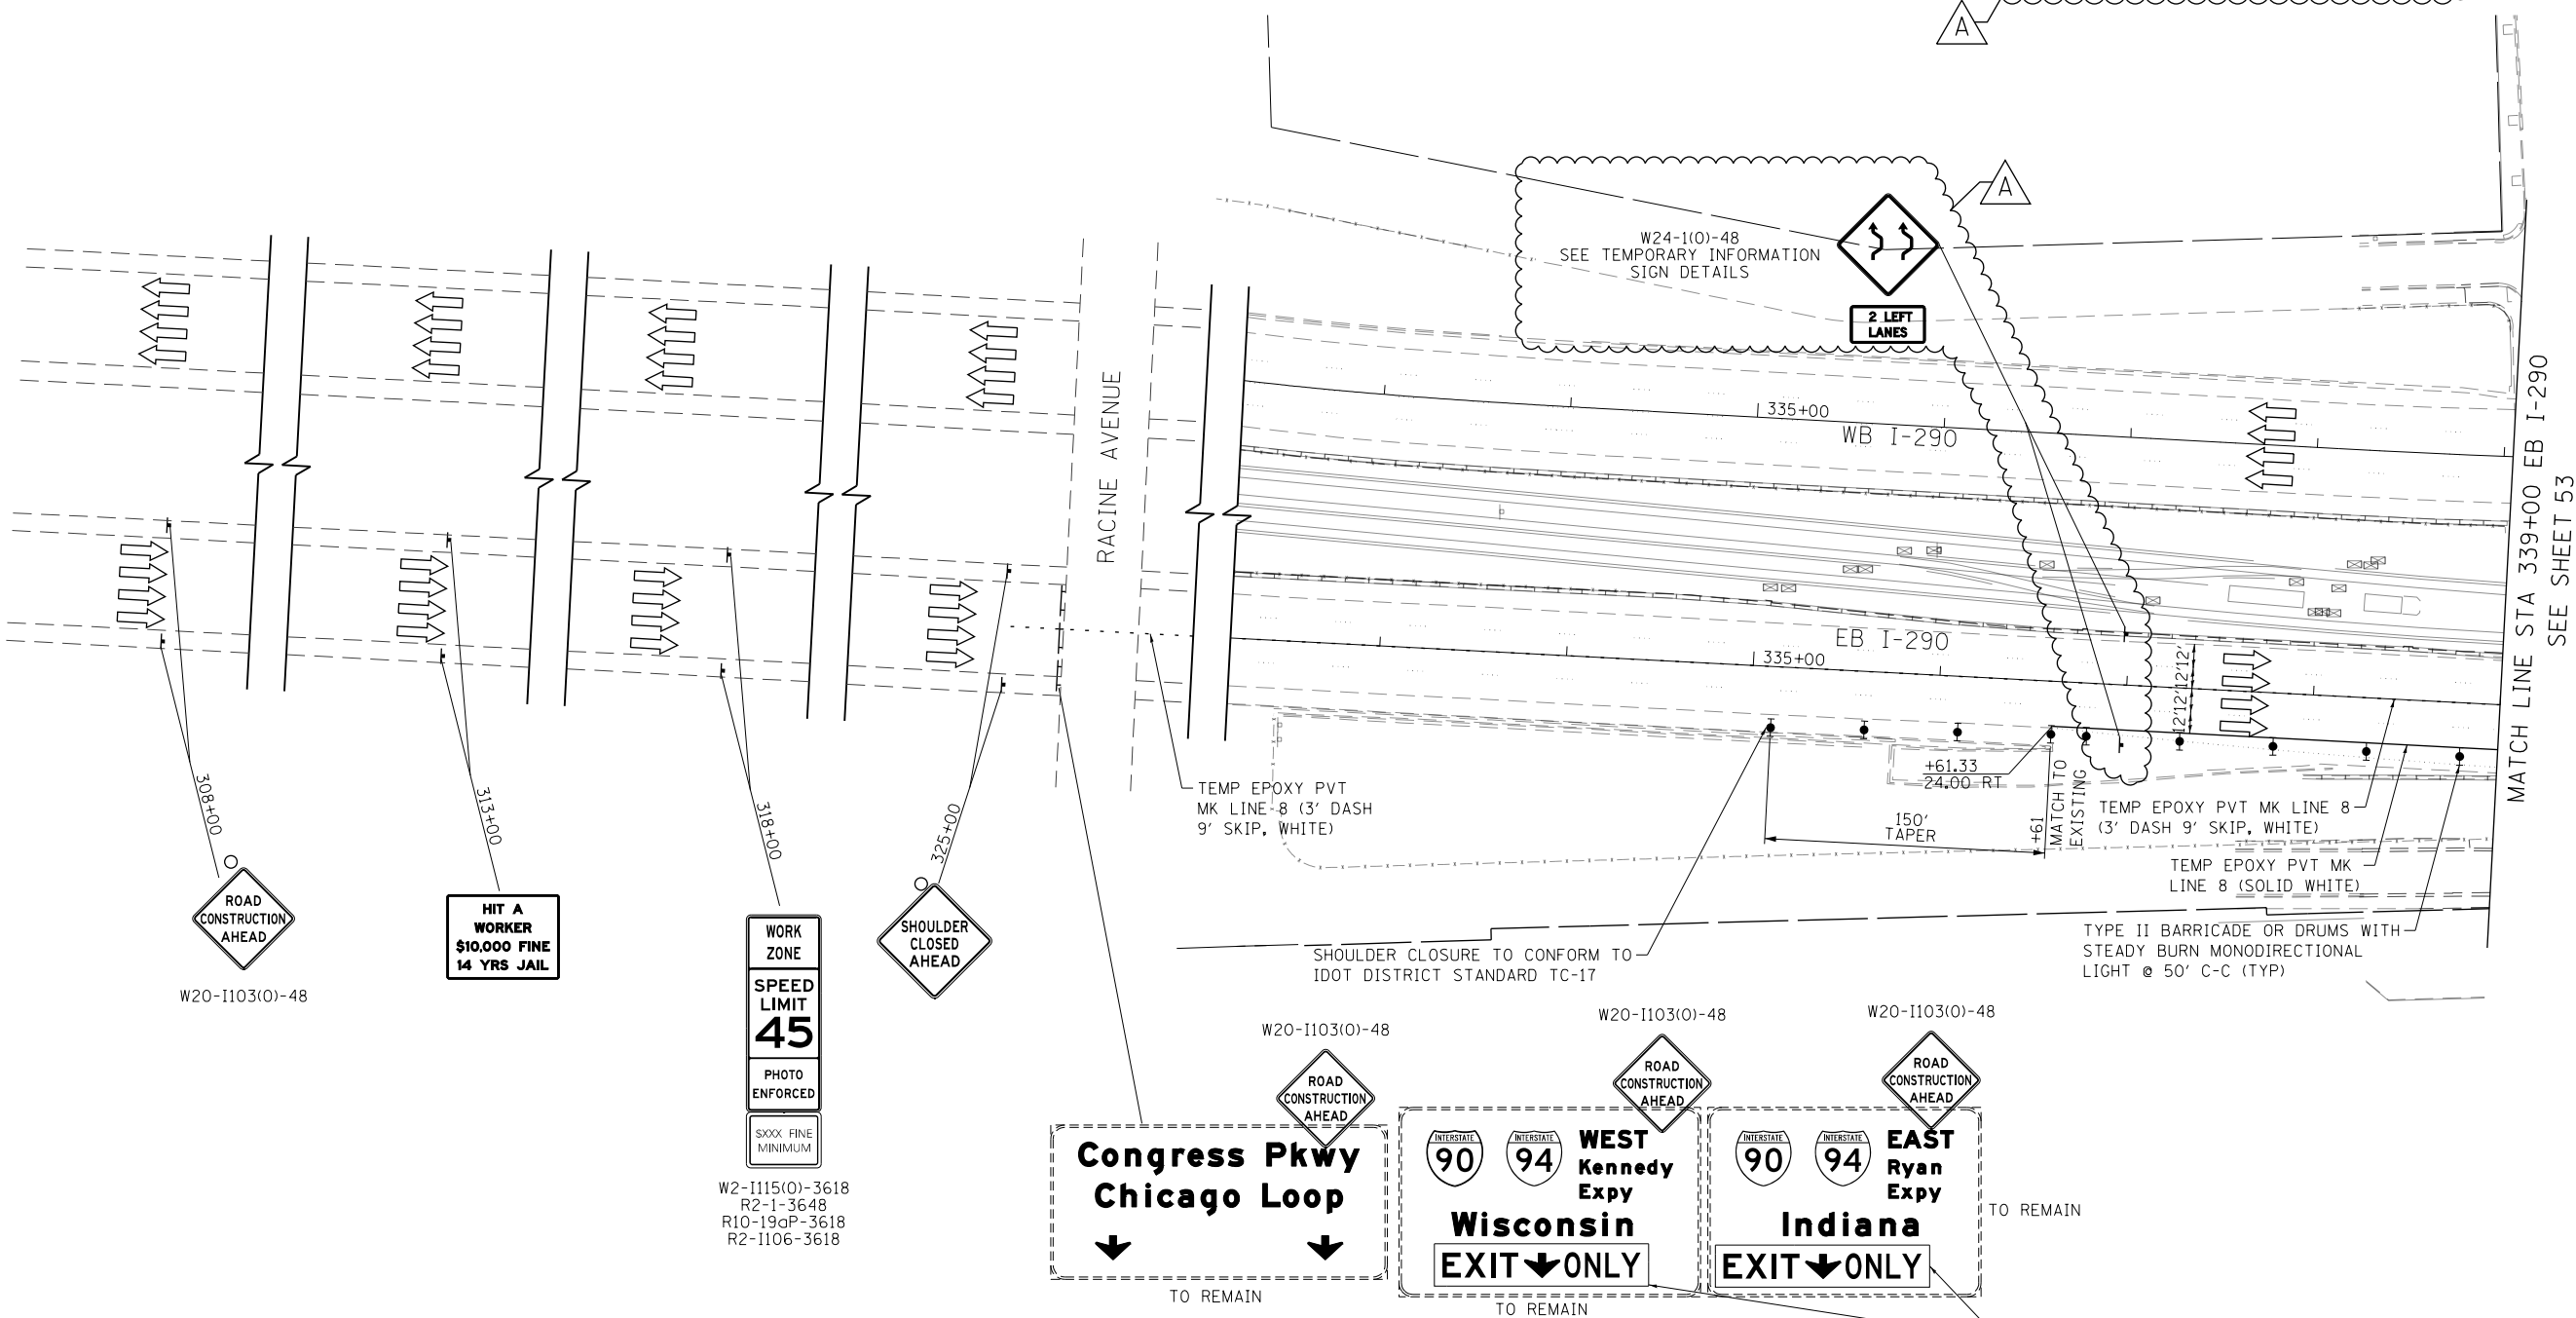 A
A
W24-1(O)-48
SEE TEMPORARY INFORMATION
SIGN DETAILS
2 LEFT
LANES
335+00
WB I-290
RACINE AVENUE
EB I-290
335+00
12'12'12'12'
MATCH LINE STA 339+00 EB I-290
SEE SHEET 53
308+00
313+00
318+00
325+00
TEMP EPOXY PVT
MK LINE 8 (3' DASH
9' SKIP, WHITE)
+61.33
24.00 RT
150'
TAPER
+61
MATCH TO
EXISTING
TEMP EPOXY PVT MK LINE 8
(3' DASH 9' SKIP, WHITE)
TEMP EPOXY PVT MK
LINE 8 (SOLID WHITE)
TYPE II BARRICADE OR DRUMS WITH
STEADY BURN MONODIRECTIONAL
LIGHT @ 50' C-C (TYP)
SHOULDER CLOSURE TO CONFORM TO
IDOT DISTRICT STANDARD TC-17
ROAD
CONSTRUCTION
AHEAD
W20-I103(O)-48
HIT A
WORKER
$10,000 FINE
14 YRS JAIL
WORK
ZONE
SPEED
LIMIT
45
PHOTO
ENFORCED
$XXX FINE
MINIMUM
W2-I115(O)-3618
R2-1-3648
R10-19aP-3618
R2-I106-3618
SHOULDER
CLOSED
AHEAD
W20-I103(O)-48
ROAD
CONSTRUCTION
AHEAD
Congress Pkwy
Chicago Loop
TO REMAIN
W20-I103(O)-48
ROAD
CONSTRUCTION
AHEAD
INTERSTATE 90 INTERSTATE 94 WEST
Kennedy
Expy
Wisconsin
EXIT ONLY
TO REMAIN
W20-I103(O)-48
ROAD
CONSTRUCTION
AHEAD
INTERSTATE 90 INTERSTATE 94 EAST
Ryan
Expy
Indiana
EXIT ONLY
TO REMAIN